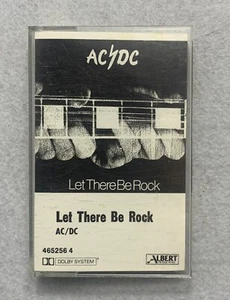 AC⚡DC
Let There Be Rock
Let There Be Rock
AC/DC
465256 4
DOLBY SYSTEM
ALBERT